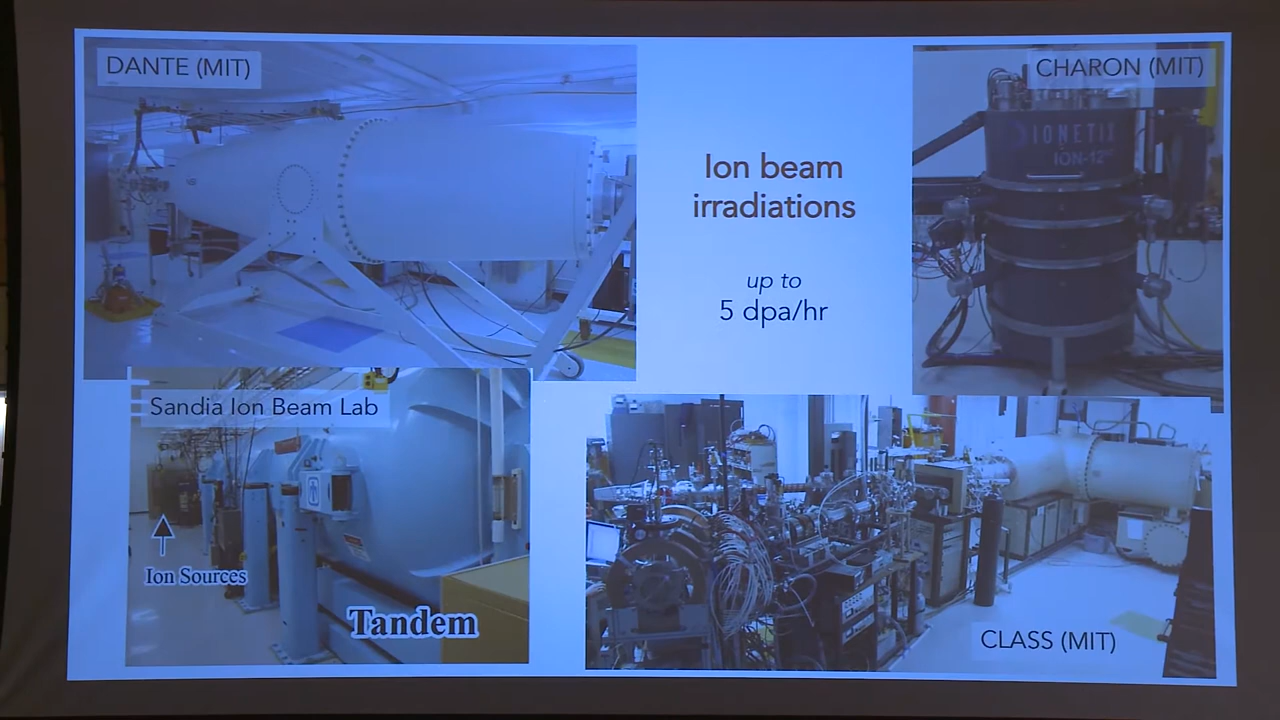 DANTE (MIT)
CHARON (MIT)
IONETIX
ION-12
Ion beam
irradiations
up to
5 dpa/hr
Sandia Ion Beam Lab
Ion Sources
Tandem
CLASS (MIT)